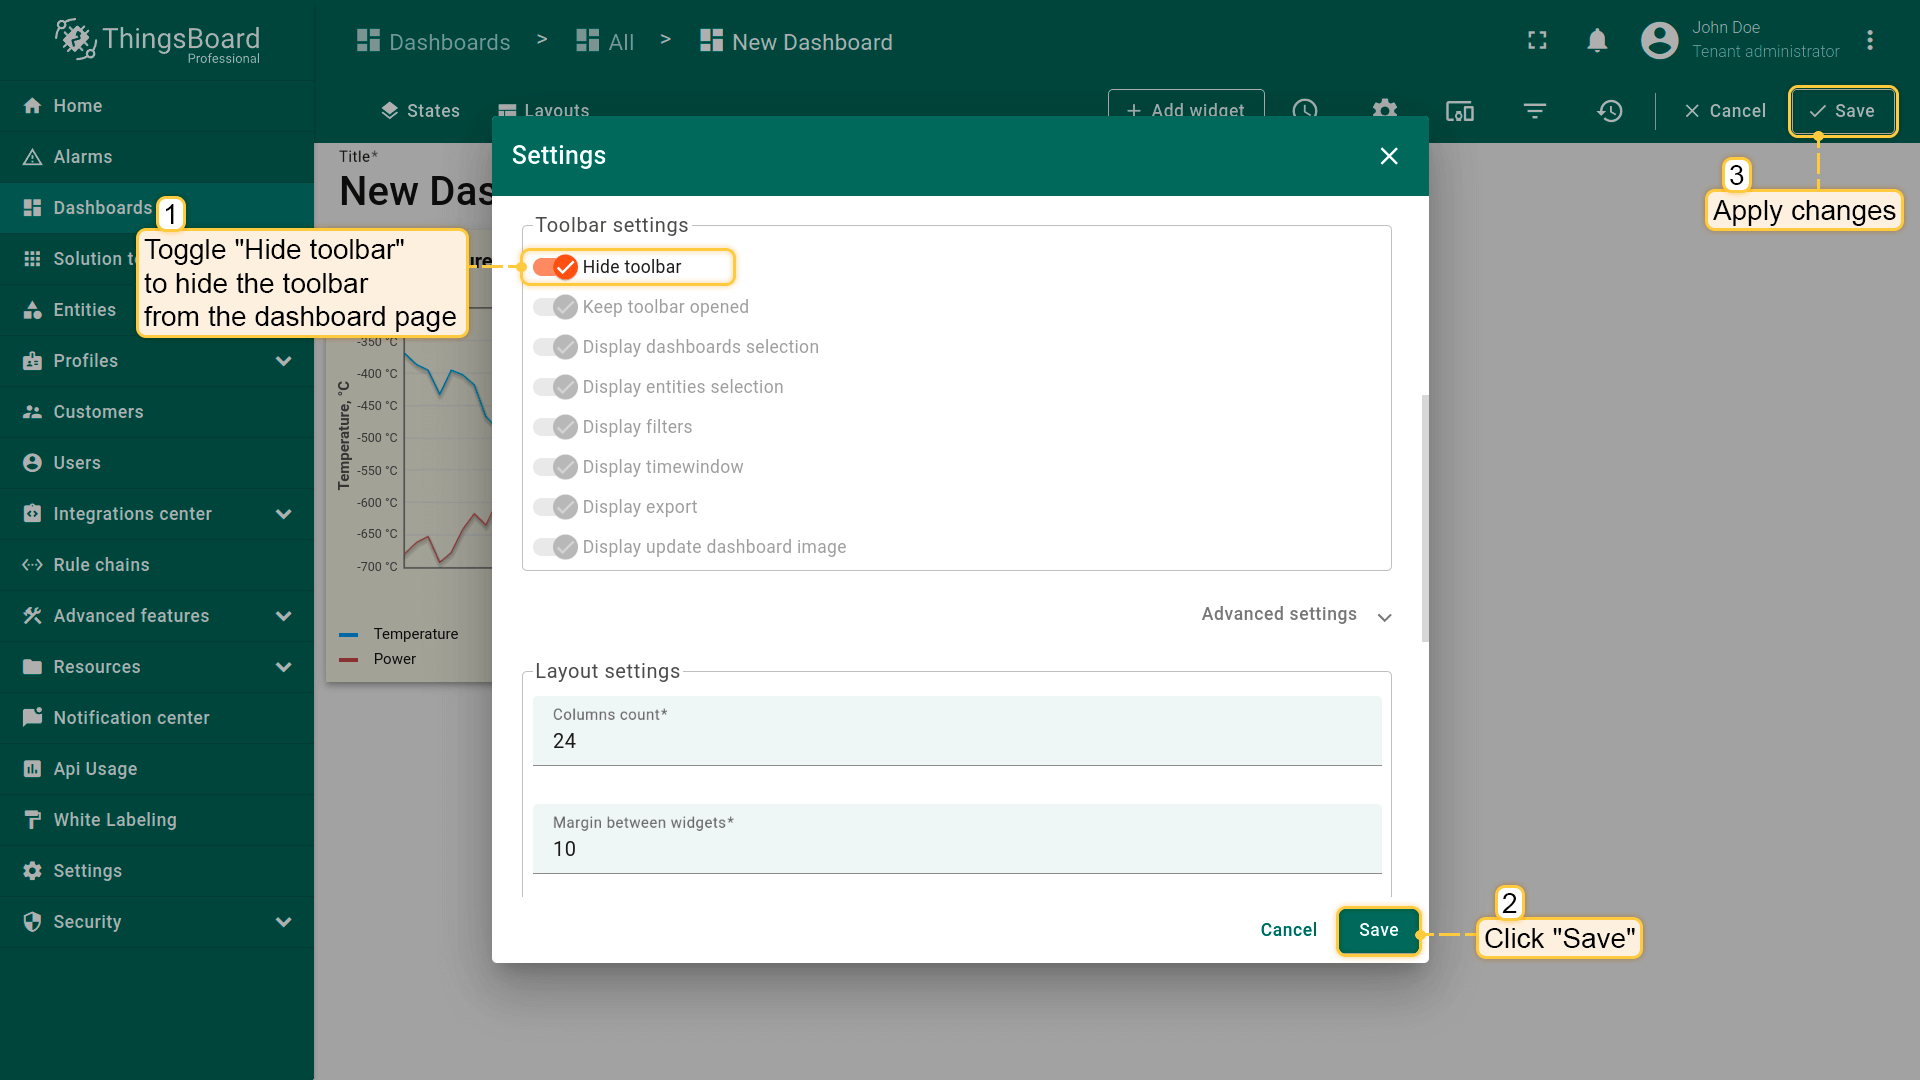 ThingsBoard
Professional
Dashboards > All > New Dashboard
John Doe
Tenant administrator
Home
Alarms
Dashboards
Solution te
Entities
Profiles
Customers
Users
Integrations center
Rule chains
Advanced features
Resources
Notification center
Api Usage
White Labeling
Settings
Security
States
Layouts
+ Add widget
Cancel
Save
3
Apply changes
Title*
New Das
1
Toggle "Hide toolbar"
to hide the toolbar
from the dashboard page
ure
Temperature, °C
-350 °C
-400 °C
-450 °C
-500 °C
-550 °C
-600 °C
-650 °C
-700 °C
Temperature
Power
Settings
Toolbar settings
Hide toolbar
Keep toolbar opened
Display dashboards selection
Display entities selection
Display filters
Display timewindow
Display export
Display update dashboard image
Advanced settings
Layout settings
Columns count*
24
Margin between widgets*
10
Cancel
Save
2
Click "Save"